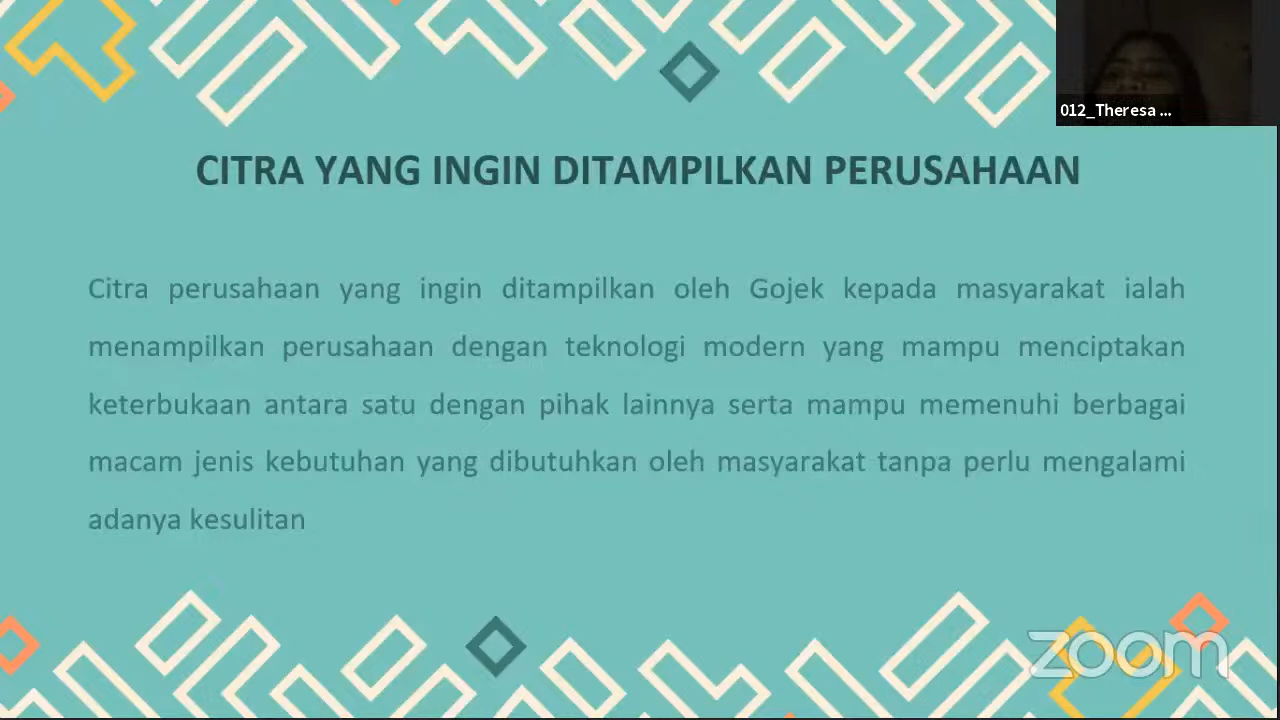 012_Theresa ...
CITRA YANG INGIN DITAMPILKAN PERUSAHAAN
Citra perusahaan yang ingin ditampilkan oleh Gojek kepada masyarakat ialah
menampilkan perusahaan dengan teknologi modern yang mampu menciptakan
keterbukaan antara satu dengan pihak lainnya serta mampu memenuhi berbagai
macam jenis kebutuhan yang dibutuhkan oleh masyarakat tanpa perlu mengalami
adanya kesulitan
zoom